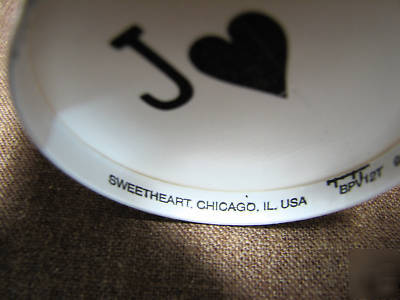 J♥
SWEETHEART, CHICAGO, IL, USA
BPV12T